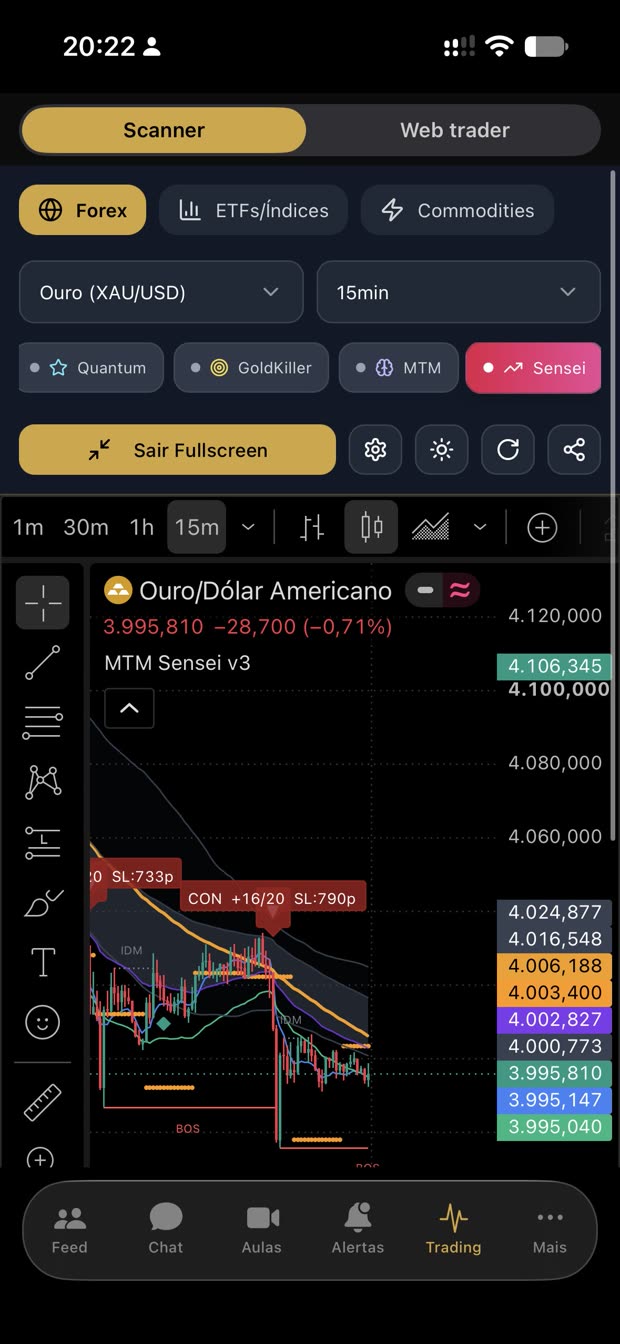 20:22
Scanner
Web trader
Forex
ETFs/Índices
Commodities
Ouro (XAU/USD)
15min
Quantum
GoldKiller
MTM
Sensei
Sair Fullscreen
1m 30m 1h 15m
Ouro/Dólar Americano
3.995,810 −28,700 (−0,71%)
MTM Sensei v3
4.120,000
4.106,345
4.100,000
4.080,000
4.060,000
20 SL:733p
CON +16/20 SL:790p
IDM
IDM
BOS
BOS
4.024,877
4.016,548
4.006,188
4.003,400
4.002,827
4.000,773
3.995,810
3.995,147
3.995,040
Feed
Chat
Aulas
Alertas
Trading
Mais